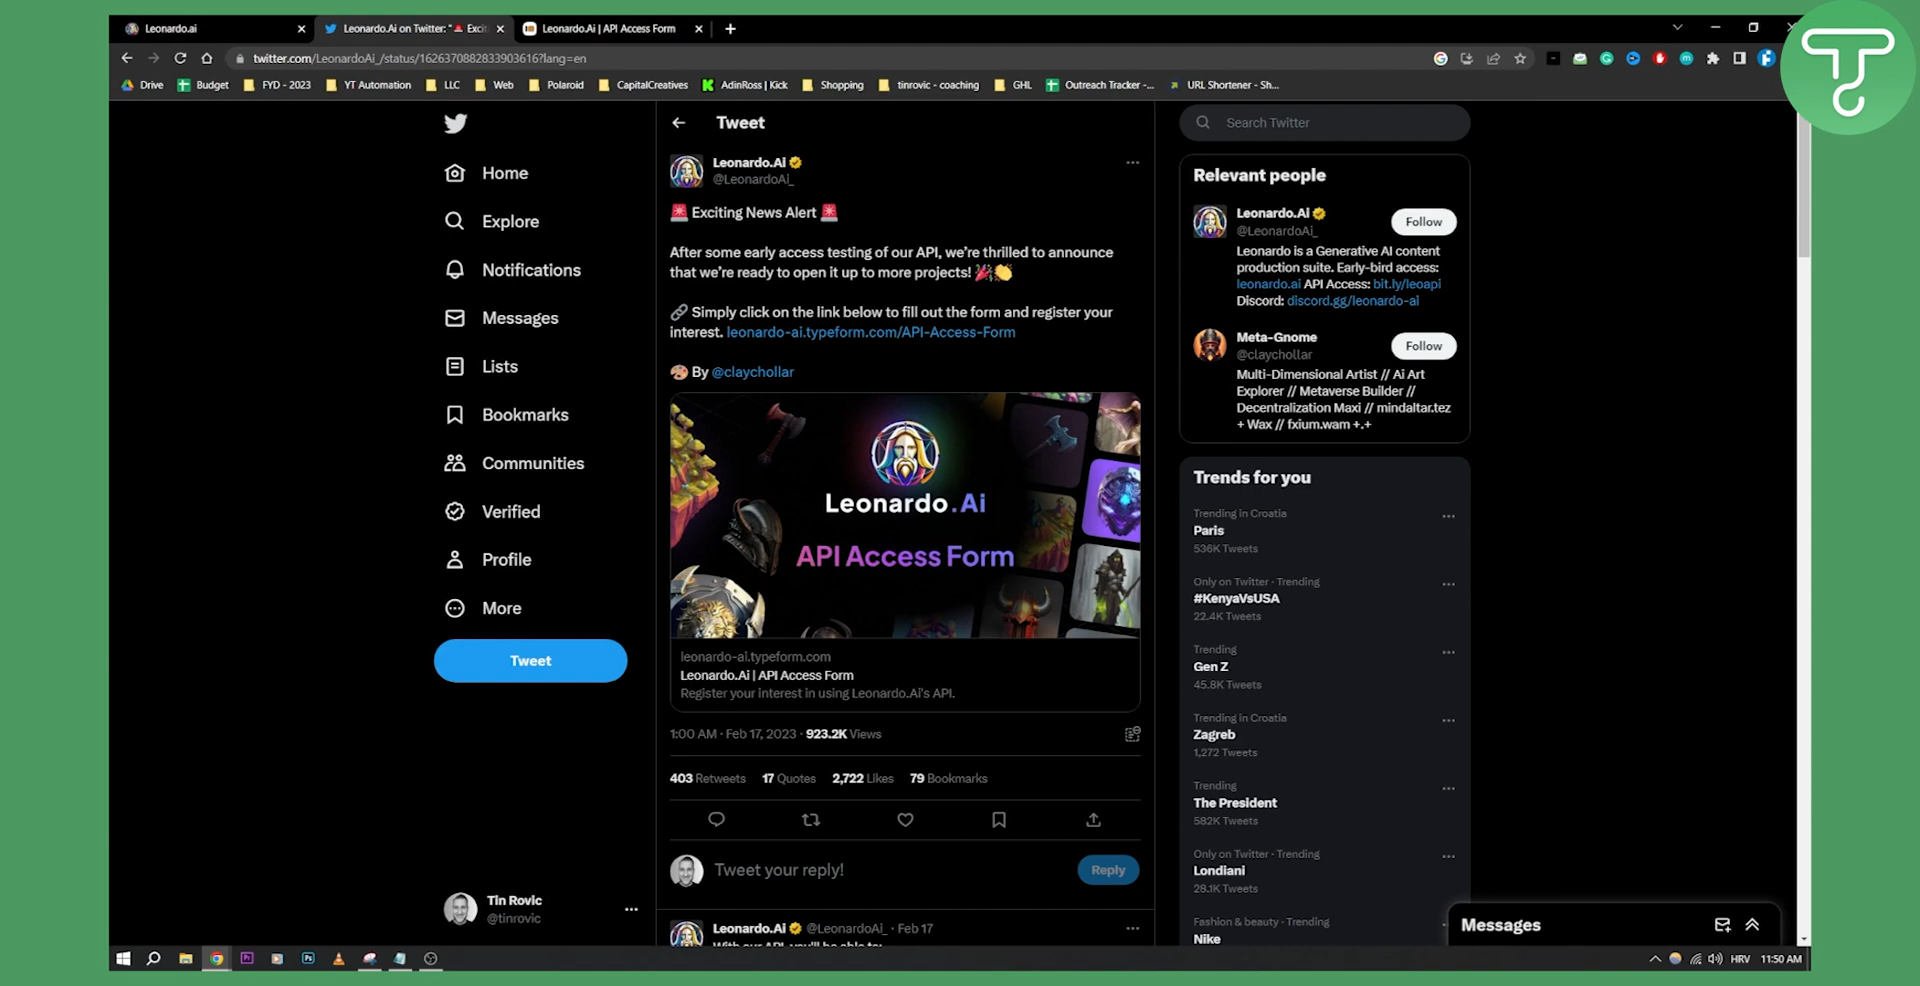 Leonardo.ai
Leonardo.Ai on Twitter: "🚨 Excit
Leonardo.Ai | API Access Form
twitter.com/LeonardoAi_/status/1626370882833903616?lang=en
Drive
Budget
FYD - 2023
YT Automation
LLC
Web
Polaroid
CapitalCreatives
AdinRoss | Kick
Shopping
tinrovic - coaching
GHL
Outreach Tracker -...
URL Shortener - Sh...
Home
Explore
Notifications
Messages
Lists
Bookmarks
Communities
Verified
Profile
More
Tweet
Tin Rovic
@tinrovic
Tweet
Leonardo.Ai
@LeonardoAi_
🚨 Exciting News Alert 🚨
After some early access testing of our API, we're thrilled to announce
that we're ready to open it up to more projects! 🎉👏
🔗 Simply click on the link below to fill out the form and register your
interest. leonardo-ai.typeform.com/API-Access-Form
🎨 By @claychollar
Leonardo.Ai
API Access Form
leonardo-ai.typeform.com
Leonardo.Ai | API Access Form
Register your interest in using Leonardo.Ai's API.
1:00 AM · Feb 17, 2023 · 923.2K Views
403 Retweets 17 Quotes 2,722 Likes 79 Bookmarks
Tweet your reply!
Reply
Leonardo.Ai @LeonardoAi_ · Feb 17
With our API, you'll be able to:
Search Twitter
Relevant people
Leonardo.Ai
@LeonardoAi_
Follow
Leonardo is a Generative AI content
production suite. Early-bird access:
leonardo.ai API Access: bit.ly/leoapi
Discord: discord.gg/leonardo-ai
Meta-Gnome
@claychollar
Follow
Multi-Dimensional Artist // Ai Art
Explorer // Metaverse Builder //
Decentralization Maxi // mindaltar.tez
+ Wax // fxium.wam +.+
Trends for you
Trending in Croatia
Paris
536K Tweets
Only on Twitter · Trending
#KenyaVsUSA
22.4K Tweets
Trending
Gen Z
45.8K Tweets
Trending in Croatia
Zagreb
1,272 Tweets
Trending
The President
582K Tweets
Only on Twitter · Trending
Londiani
28.1K Tweets
Fashion & beauty · Trending
Nike
Messages
HRV
11:50 AM